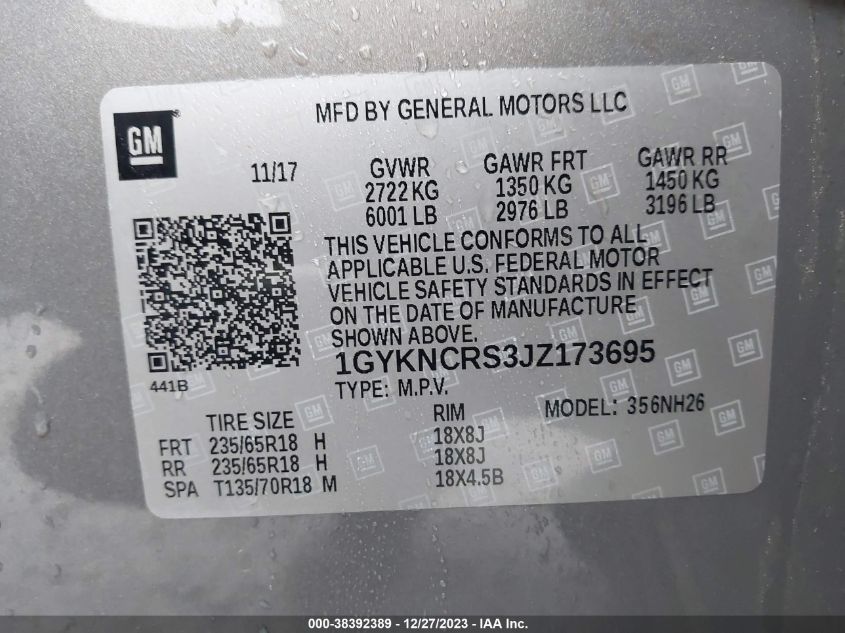 MFD BY GENERAL MOTORS LLC
GM
11/17
GVWR GAWR FRT GAWR RR
2722 KG 1350 KG 1450 KG
6001 LB 2976 LB 3196 LB
THIS VEHICLE CONFORMS TO ALL
APPLICABLE U.S. FEDERAL MOTOR
VEHICLE SAFETY STANDARDS IN EFFECT
ON THE DATE OF MANUFACTURE
SHOWN ABOVE.
1GYKNCRS3JZ173695
441B
TYPE: M.P.V.
TIRE SIZE RIM MODEL: 356NH26
FRT 235/65R18 H 18X8J
RR 235/65R18 H 18X8J
SPA T135/70R18 M 18X4.5B
000-38392389 - 12/27/2023 - IAA Inc.